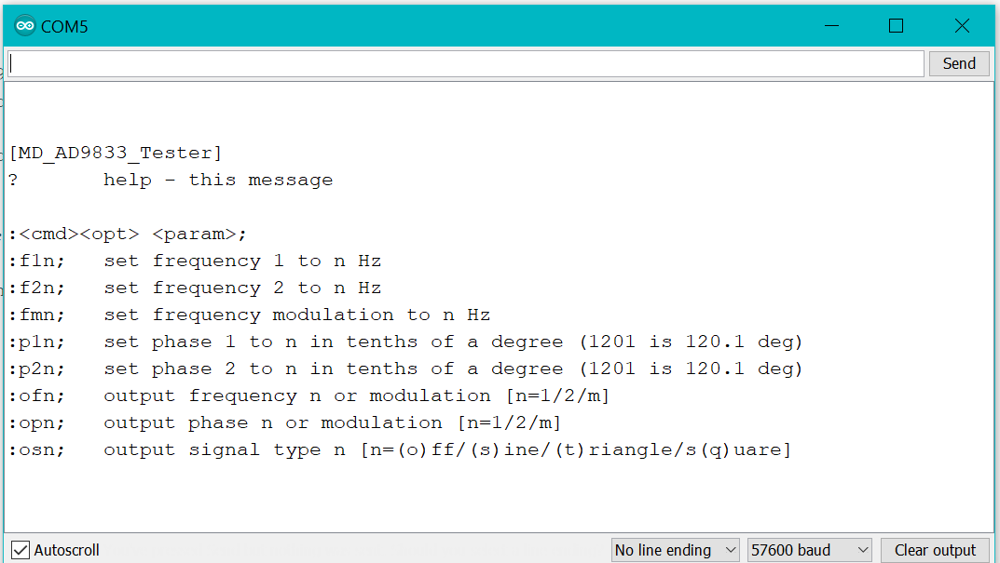 COM5
Send
[MD_AD9833_Tester]
? help - this message
:<cmd><opt> <param>;
:f1n; set frequency 1 to n Hz
:f2n; set frequency 2 to n Hz
:fmn; set frequency modulation to n Hz
:p1n; set phase 1 to n in tenths of a degree (1201 is 120.1 deg)
:p2n; set phase 2 to n in tenths of a degree (1201 is 120.1 deg)
:ofn; output frequency n or modulation [n=1/2/m]
:opn; output phase n or modulation [n=1/2/m]
:osn; output signal type n [n=(o)ff/(s)ine/(t)riangle/s(q)uare]
Autoscroll No line ending 57600 baud Clear output